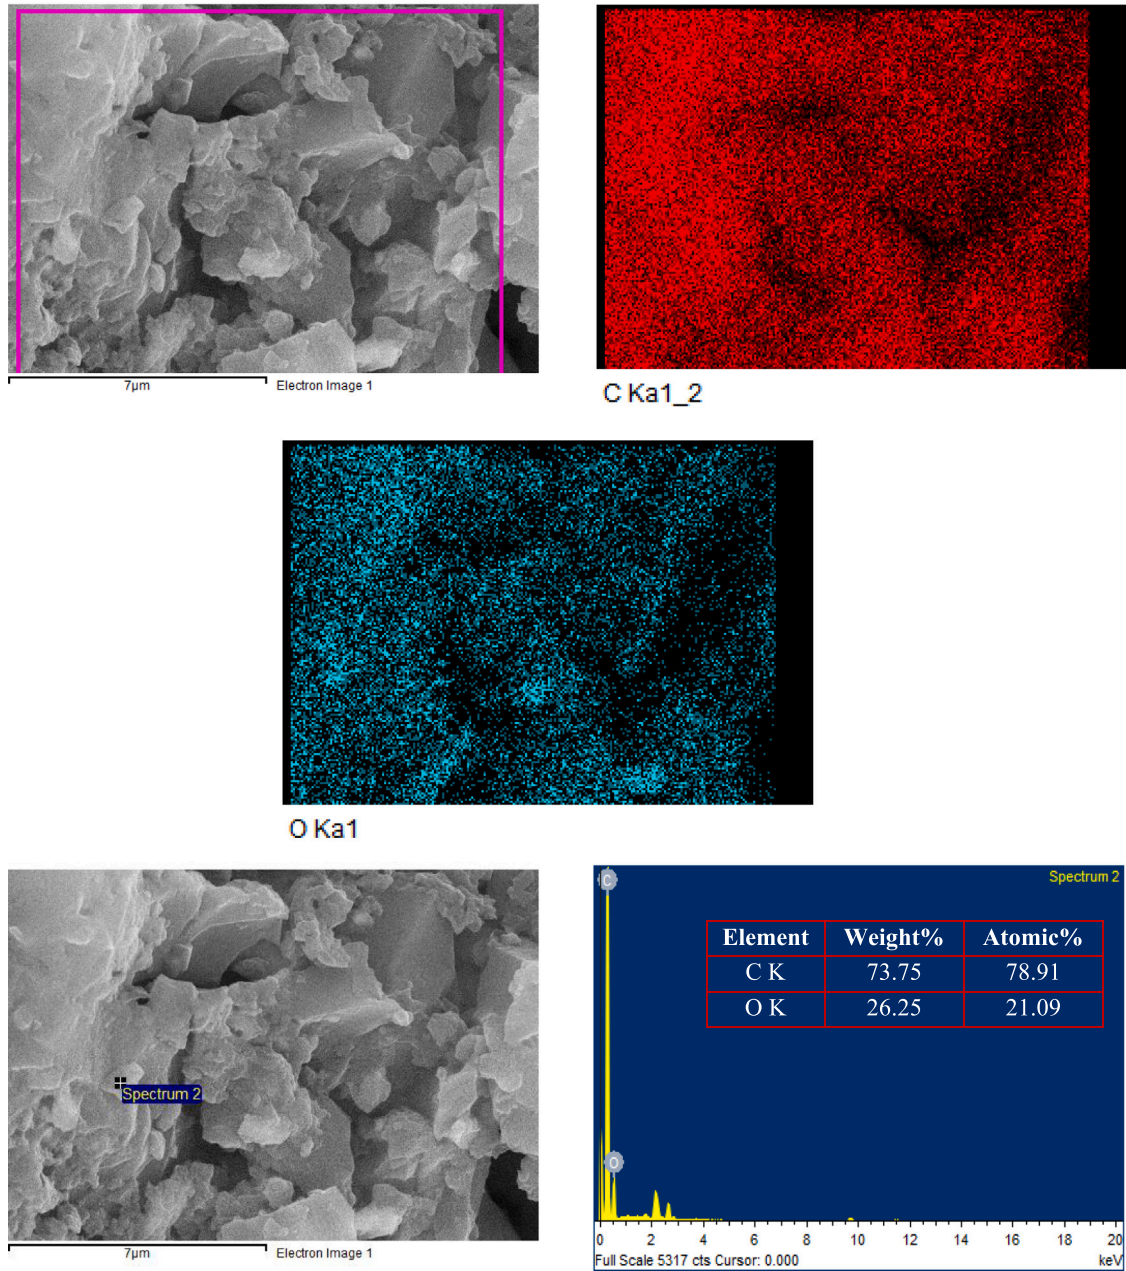 7µm
Electron Image 1
C Ka1_2
O Ka1
Spectrum 2
7µm
Electron Image 1
C
Spectrum 2
Element Weight% Atomic%
C K 73.75 78.91
O K 26.25 21.09
O
0 2 4 6 8 10 12 14 16 18 20
Full Scale 5317 cts Cursor: 0.000 keV